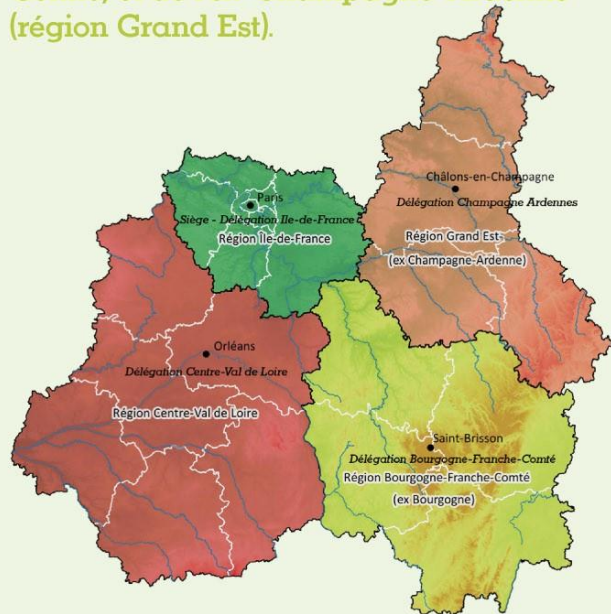 (région Grand Est).
Châlons-en-Champagne
Délégation Champagne Ardennes
Paris
Siège - Délégation Ile-de-France
Région Île-de-France
Région Grand Est
(ex Champagne-Ardenne)
Orléans
Délégation Centre-Val de Loire
Région Centre-Val de Loire
Saint-Brisson
Délégation Bourgogne-Franche-Comté
Région Bourgogne-Franche-Comté
(ex Bourgogne)